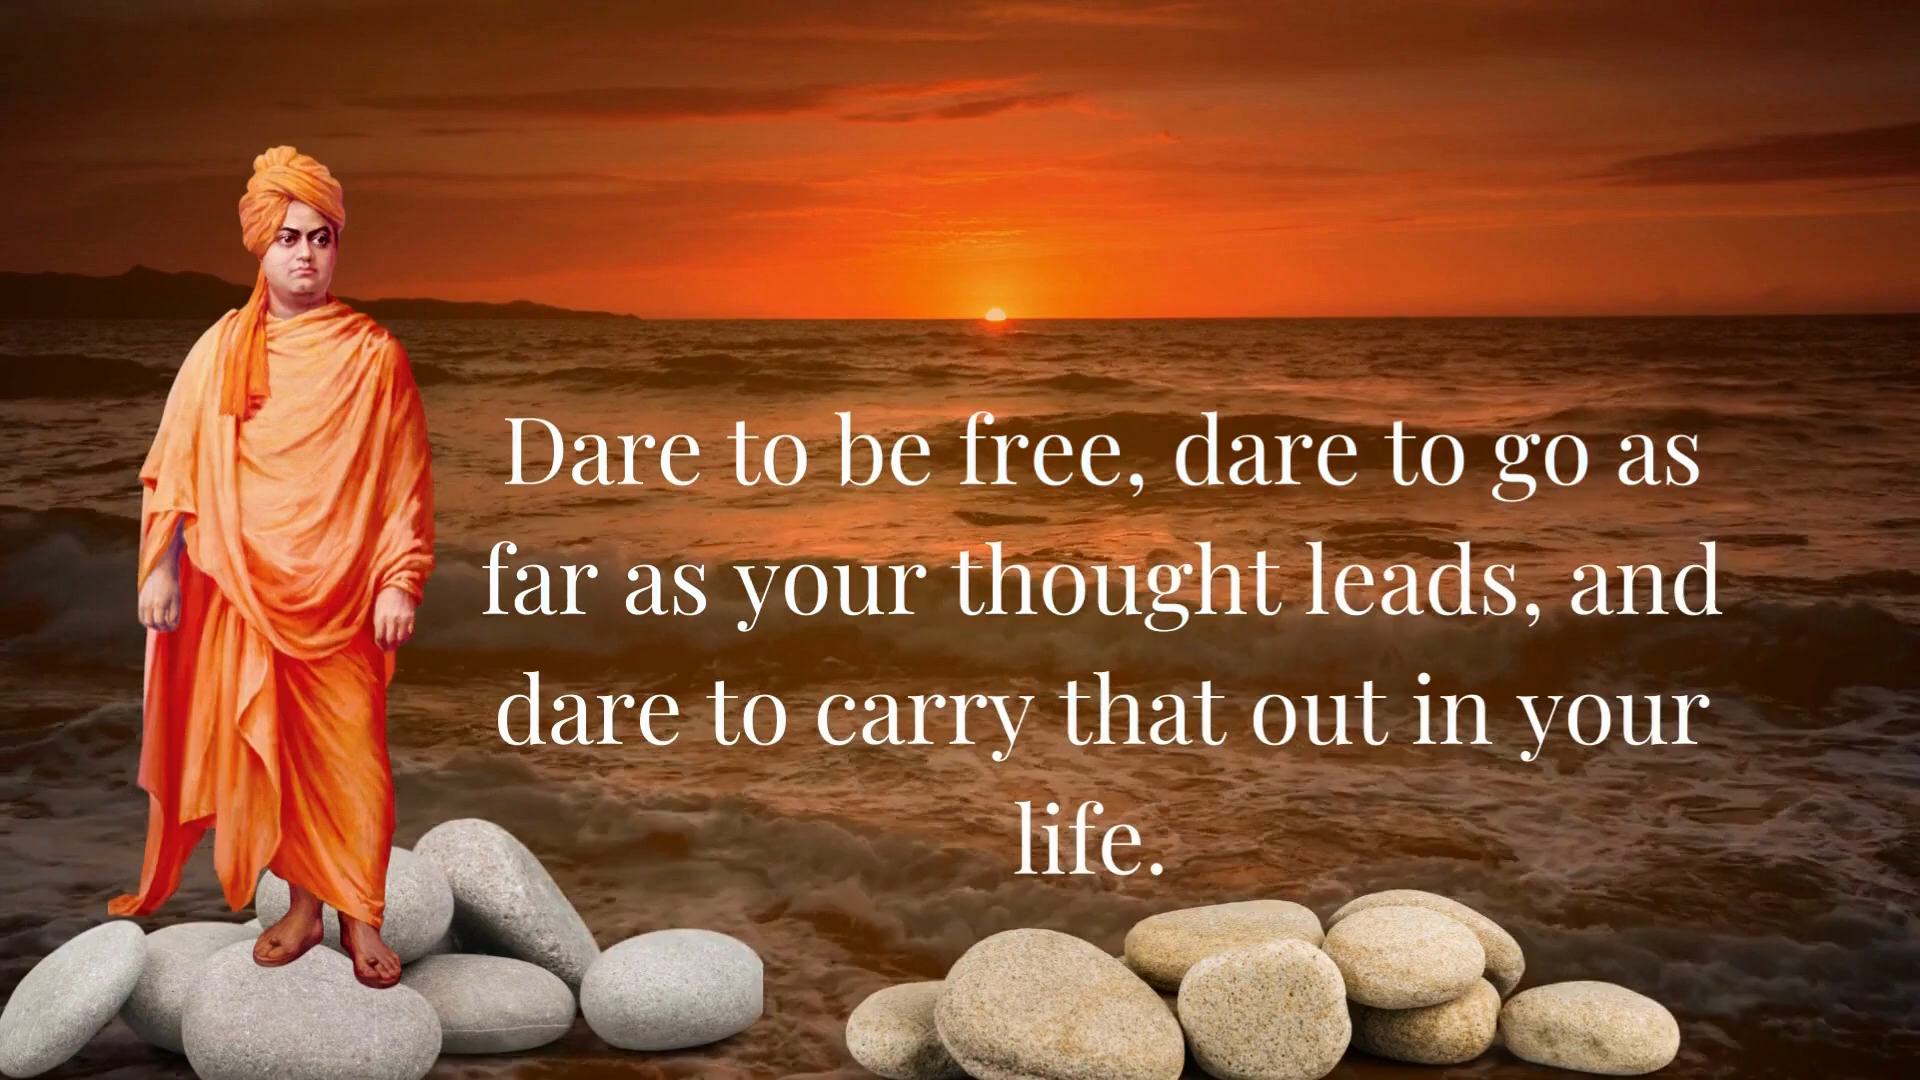 Dare to be free, dare to go as
far as your thought leads, and
dare to carry that out in your
life.